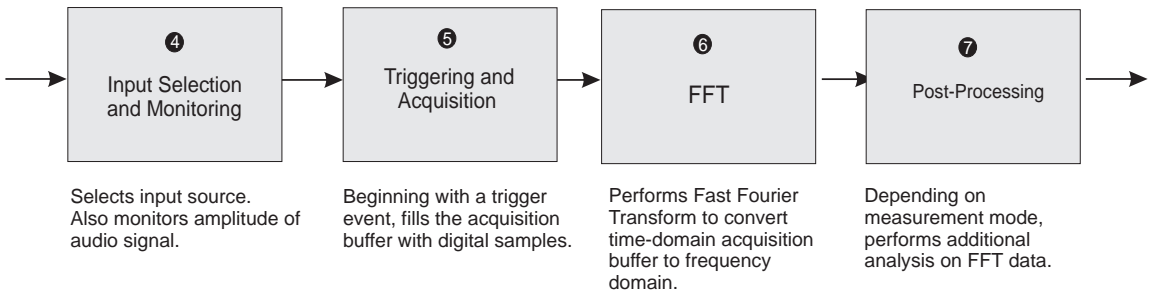 ❹
Input Selection
and Monitoring
❺
Triggering and
Acquisition
❻
FFT
❼
Post-Processing
Selects input source.
Also monitors amplitude of
audio signal.
Beginning with a trigger
event, fills the acquisition
buffer with digital samples.
Performs Fast Fourier
Transform to convert
time-domain acquisition
buffer to frequency
domain.
Depending on
measurement mode,
performs additional
analysis on FFT data.